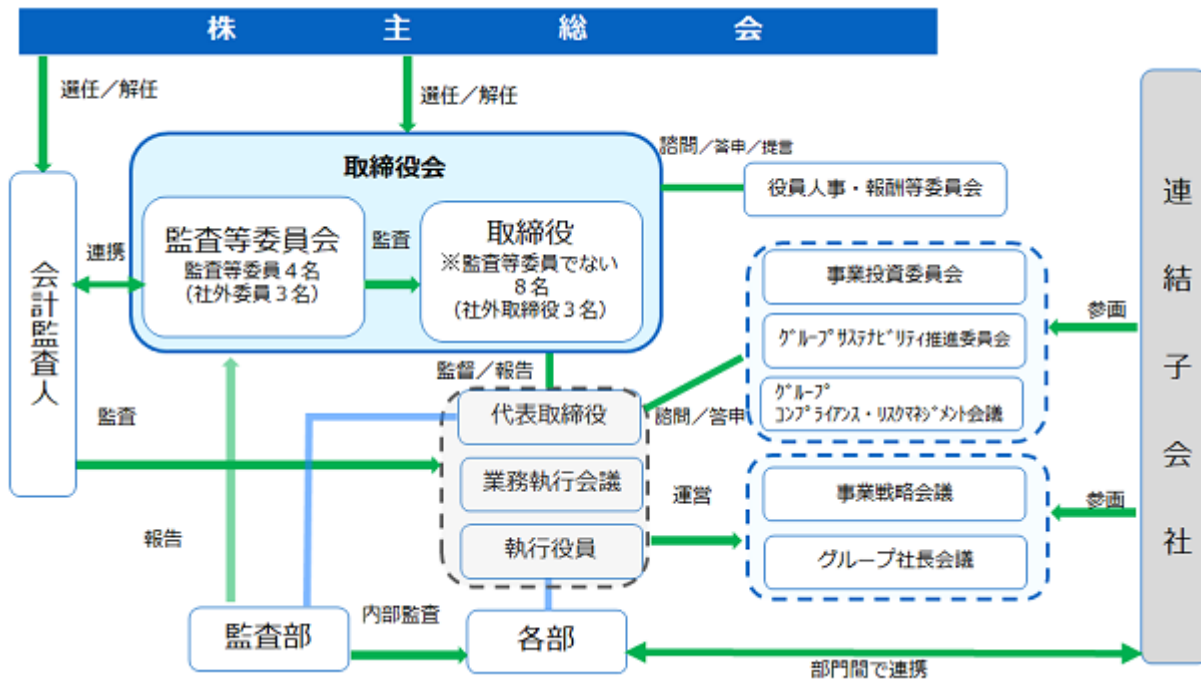 株主総会
選任／解任
選任／解任
取締役会
諮問／答申／提言
役員人事・報酬等委員会
監査等委員会
監査等委員４名
（社外委員３名）
監査
取締役
※監査等委員でない
８名
（社外取締役３名）
連携
会計監査人
事業投資委員会
ｸﾞﾙｰﾌﾟｻｽﾃﾅﾋﾞﾘﾃｨ推進委員会
ｸﾞﾙｰﾌﾟ
ｺﾝﾌﾟﾗｲｱﾝｽ・ﾘｽｸﾏﾈｼﾞﾒﾝﾄ会議
参画
連結子会社
監督／報告
諮問／答申
監査
代表取締役
業務執行会議
執行役員
運営
事業戦略会議
グループ社長会議
参画
報告
監査部
内部監査
各部
部門間で連携